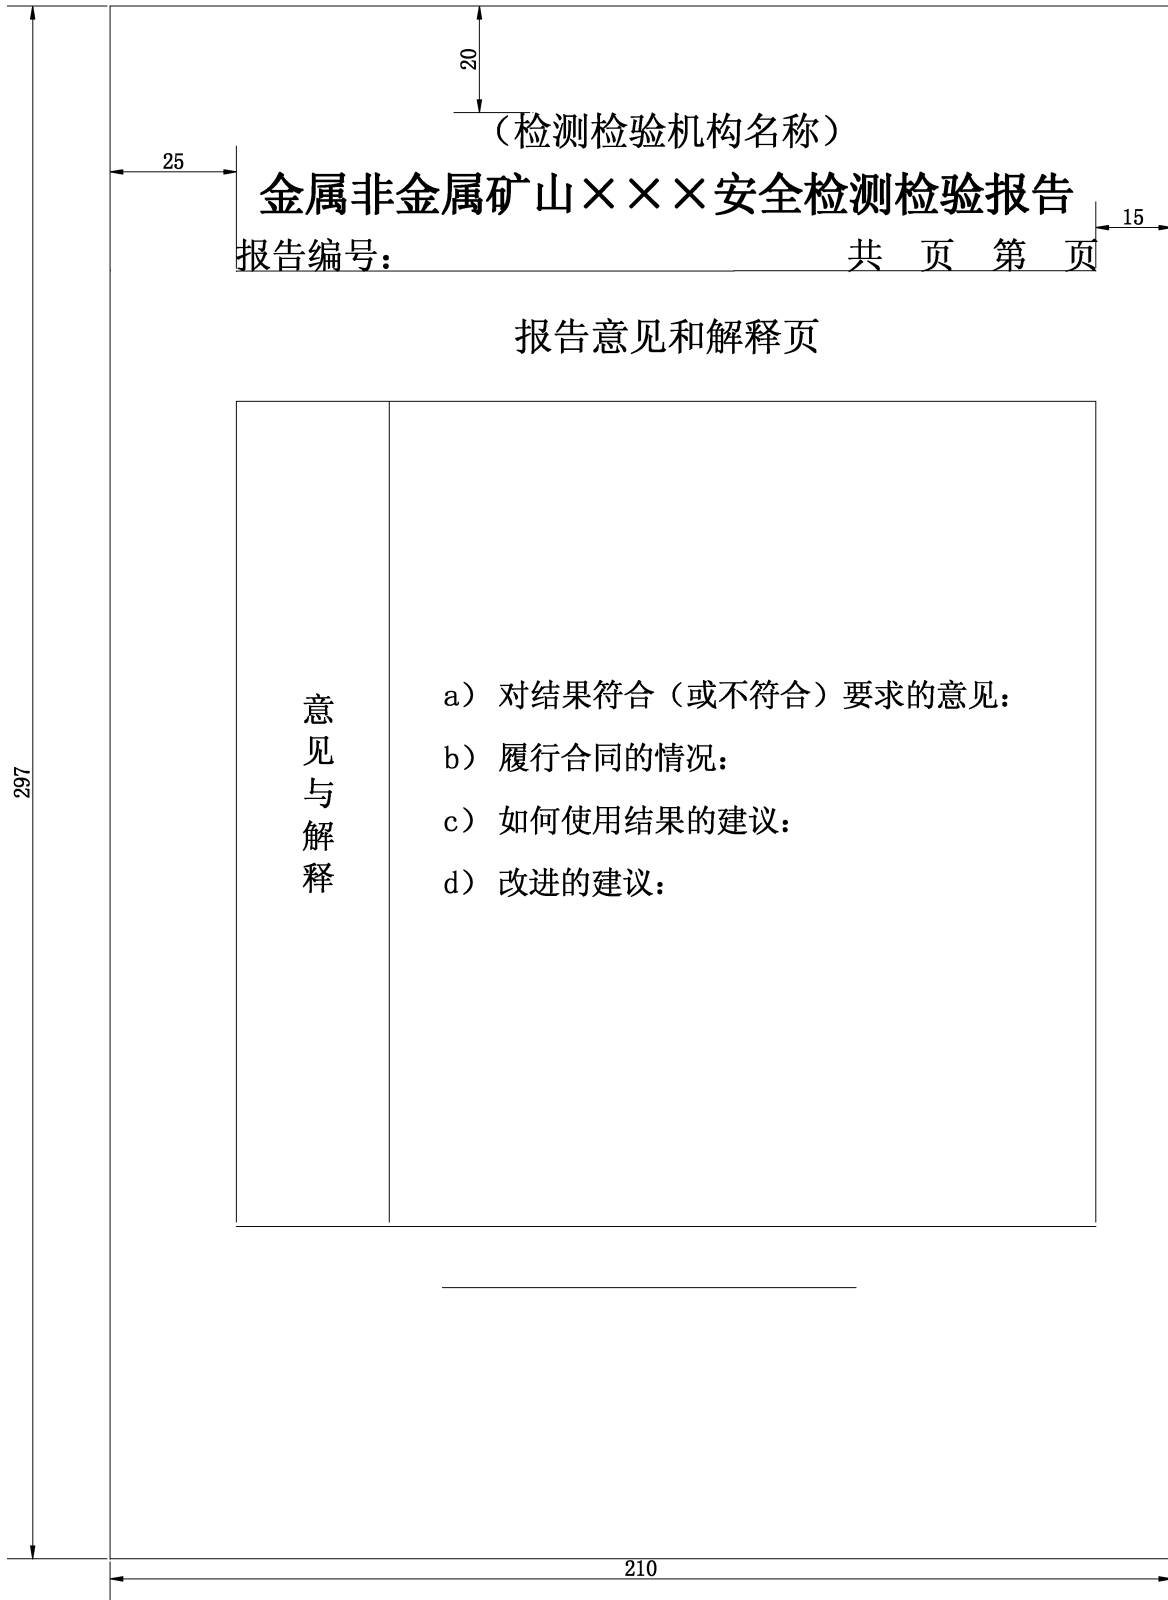 20
（检测检验机构名称）
25
金属非金属矿山×××安全检测检验报告
15
报告编号： 共 页 第 页
报告意见和解释页
意见与解释
a） 对结果符合（或不符合）要求的意见：
b） 履行合同的情况：
c） 如何使用结果的建议：
d） 改进的建议：
297
210